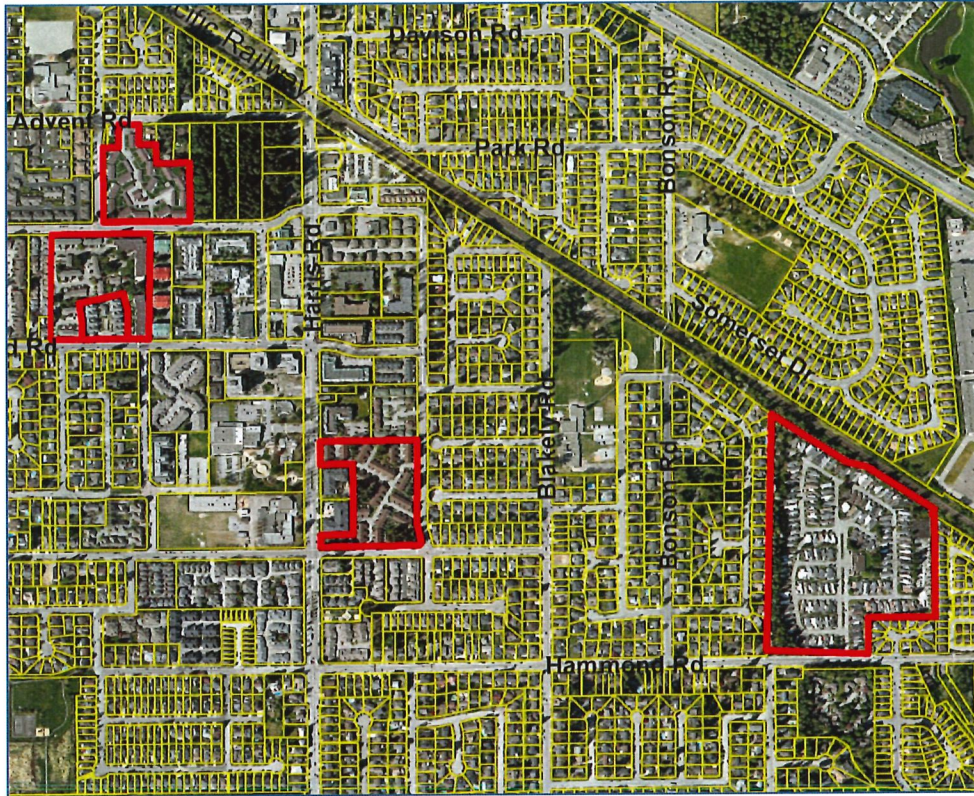 Davison Rd
Railway
Advent Rd
Park Rd
Bonson Rd
Harris Rd
Somerset Dr
d Rd
Blakely Rd
Bonson Rd
Hammond Rd